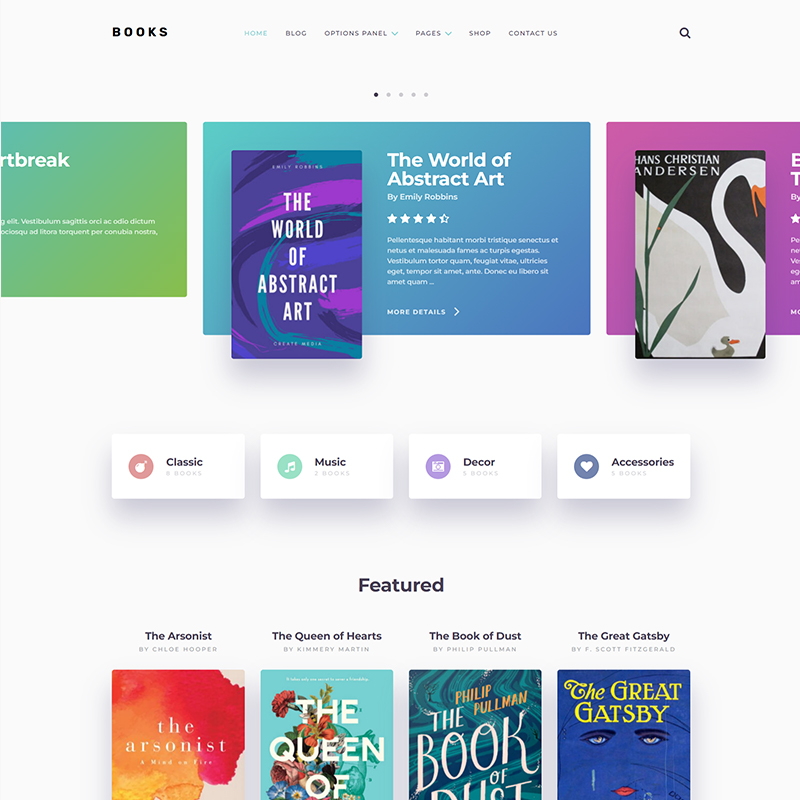 BOOKS
HOME BLOG OPTIONS PANEL PAGES SHOP CONTACT US
rtbreak
g elit. Vestibulum sagittis orci ac odio dictum
ociosqu ad litora torquent per conubia nostra,
EMILY ROBBINS
THE
WORLD
OF
ABSTRACT
ART
CREATE MEDIA
The World of
Abstract Art
By Emily Robbins
Pellentesque habitant morbi tristique senectus et
netus et malesuada fames ac turpis egestas.
Vestibulum tortor quam, feugiat vitae, ultricies
eget, tempor sit amet, ante. Donec eu libero sit
amet quam ...
MORE DETAILS
HANS CHRISTIAN
ANDERSEN
By
Pe
ne
Ve
eg
am
MO
Classic
8 BOOKS
Music
2 BOOKS
Decor
5 BOOKS
Accessories
5 BOOKS
Featured
The Arsonist
BY CHLOE HOOPER
The Queen of Hearts
BY KIMMERY MARTIN
The Book of Dust
BY PHILIP PULLMAN
The Great Gatsby
BY F. SCOTT FITZGERALD
the
arsonist
A Mind on Fire
THE
QUEEN
OF
PHILIP
PULLMAN
THE
BOOK
OF
DUST
The GREAT
GATSBY